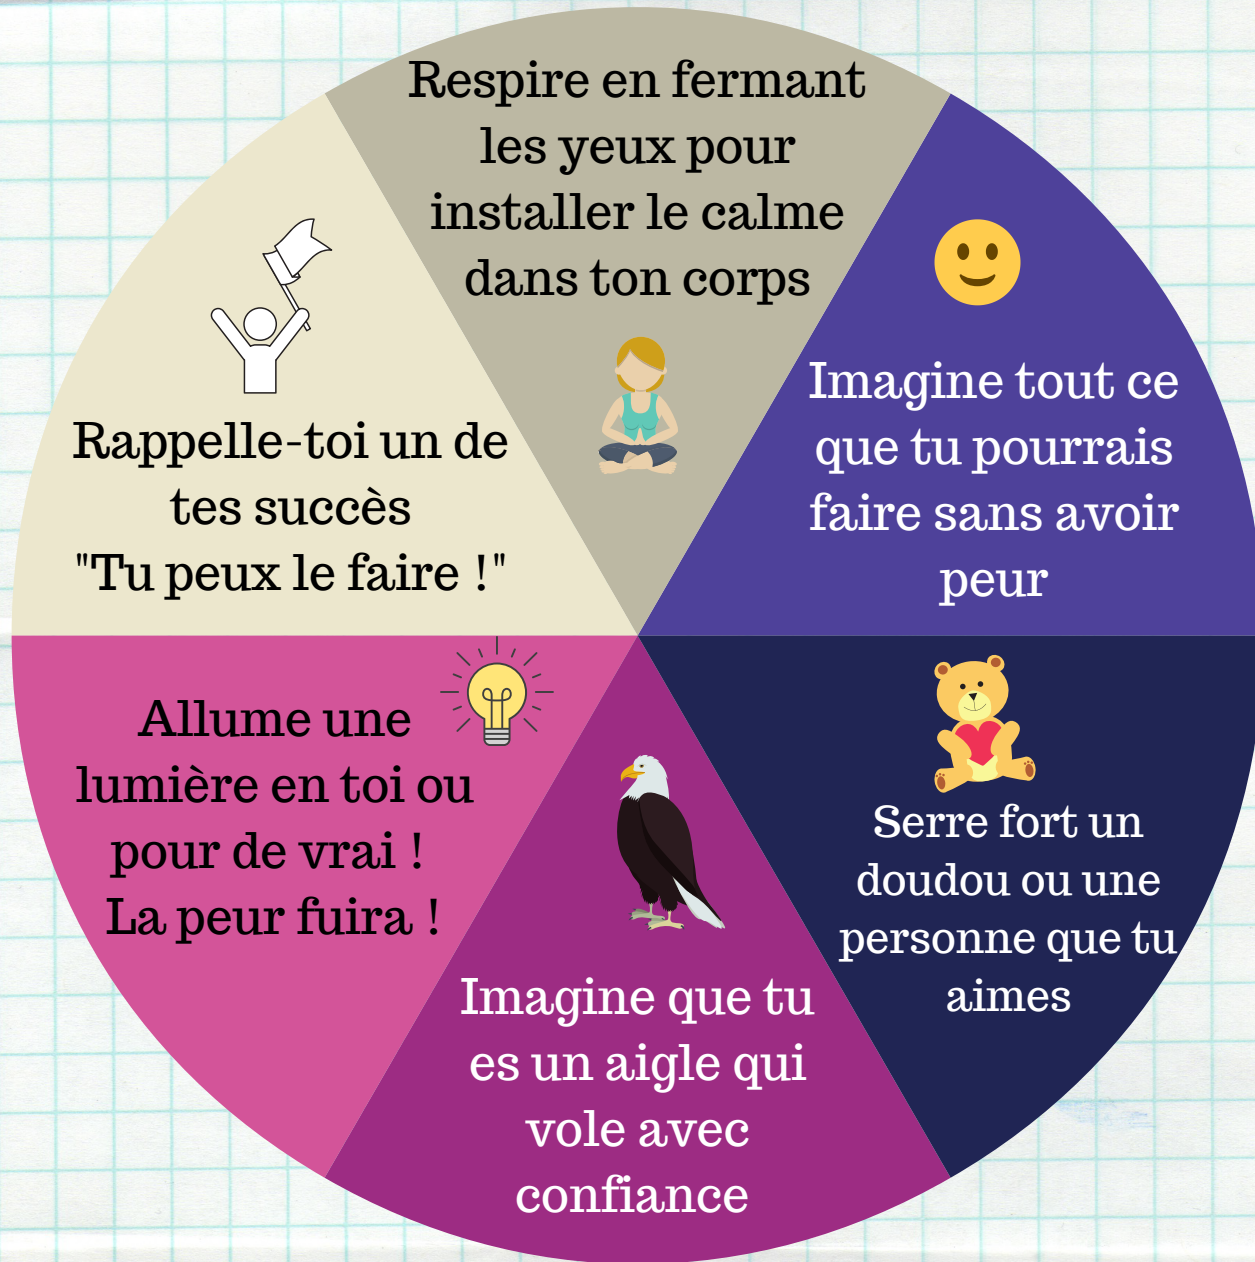 Respire en fermant
les yeux pour
installer le calme
dans ton corps
Imagine tout ce
que tu pourrais
faire sans avoir
peur
Serre fort un
doudou ou une
personne que tu
aimes
Imagine que tu
es un aigle qui
vole avec
confiance
Allume une
lumière en toi ou
pour de vrai !
La peur fuira !
Rappelle-toi un de
tes succès
"Tu peux le faire !"